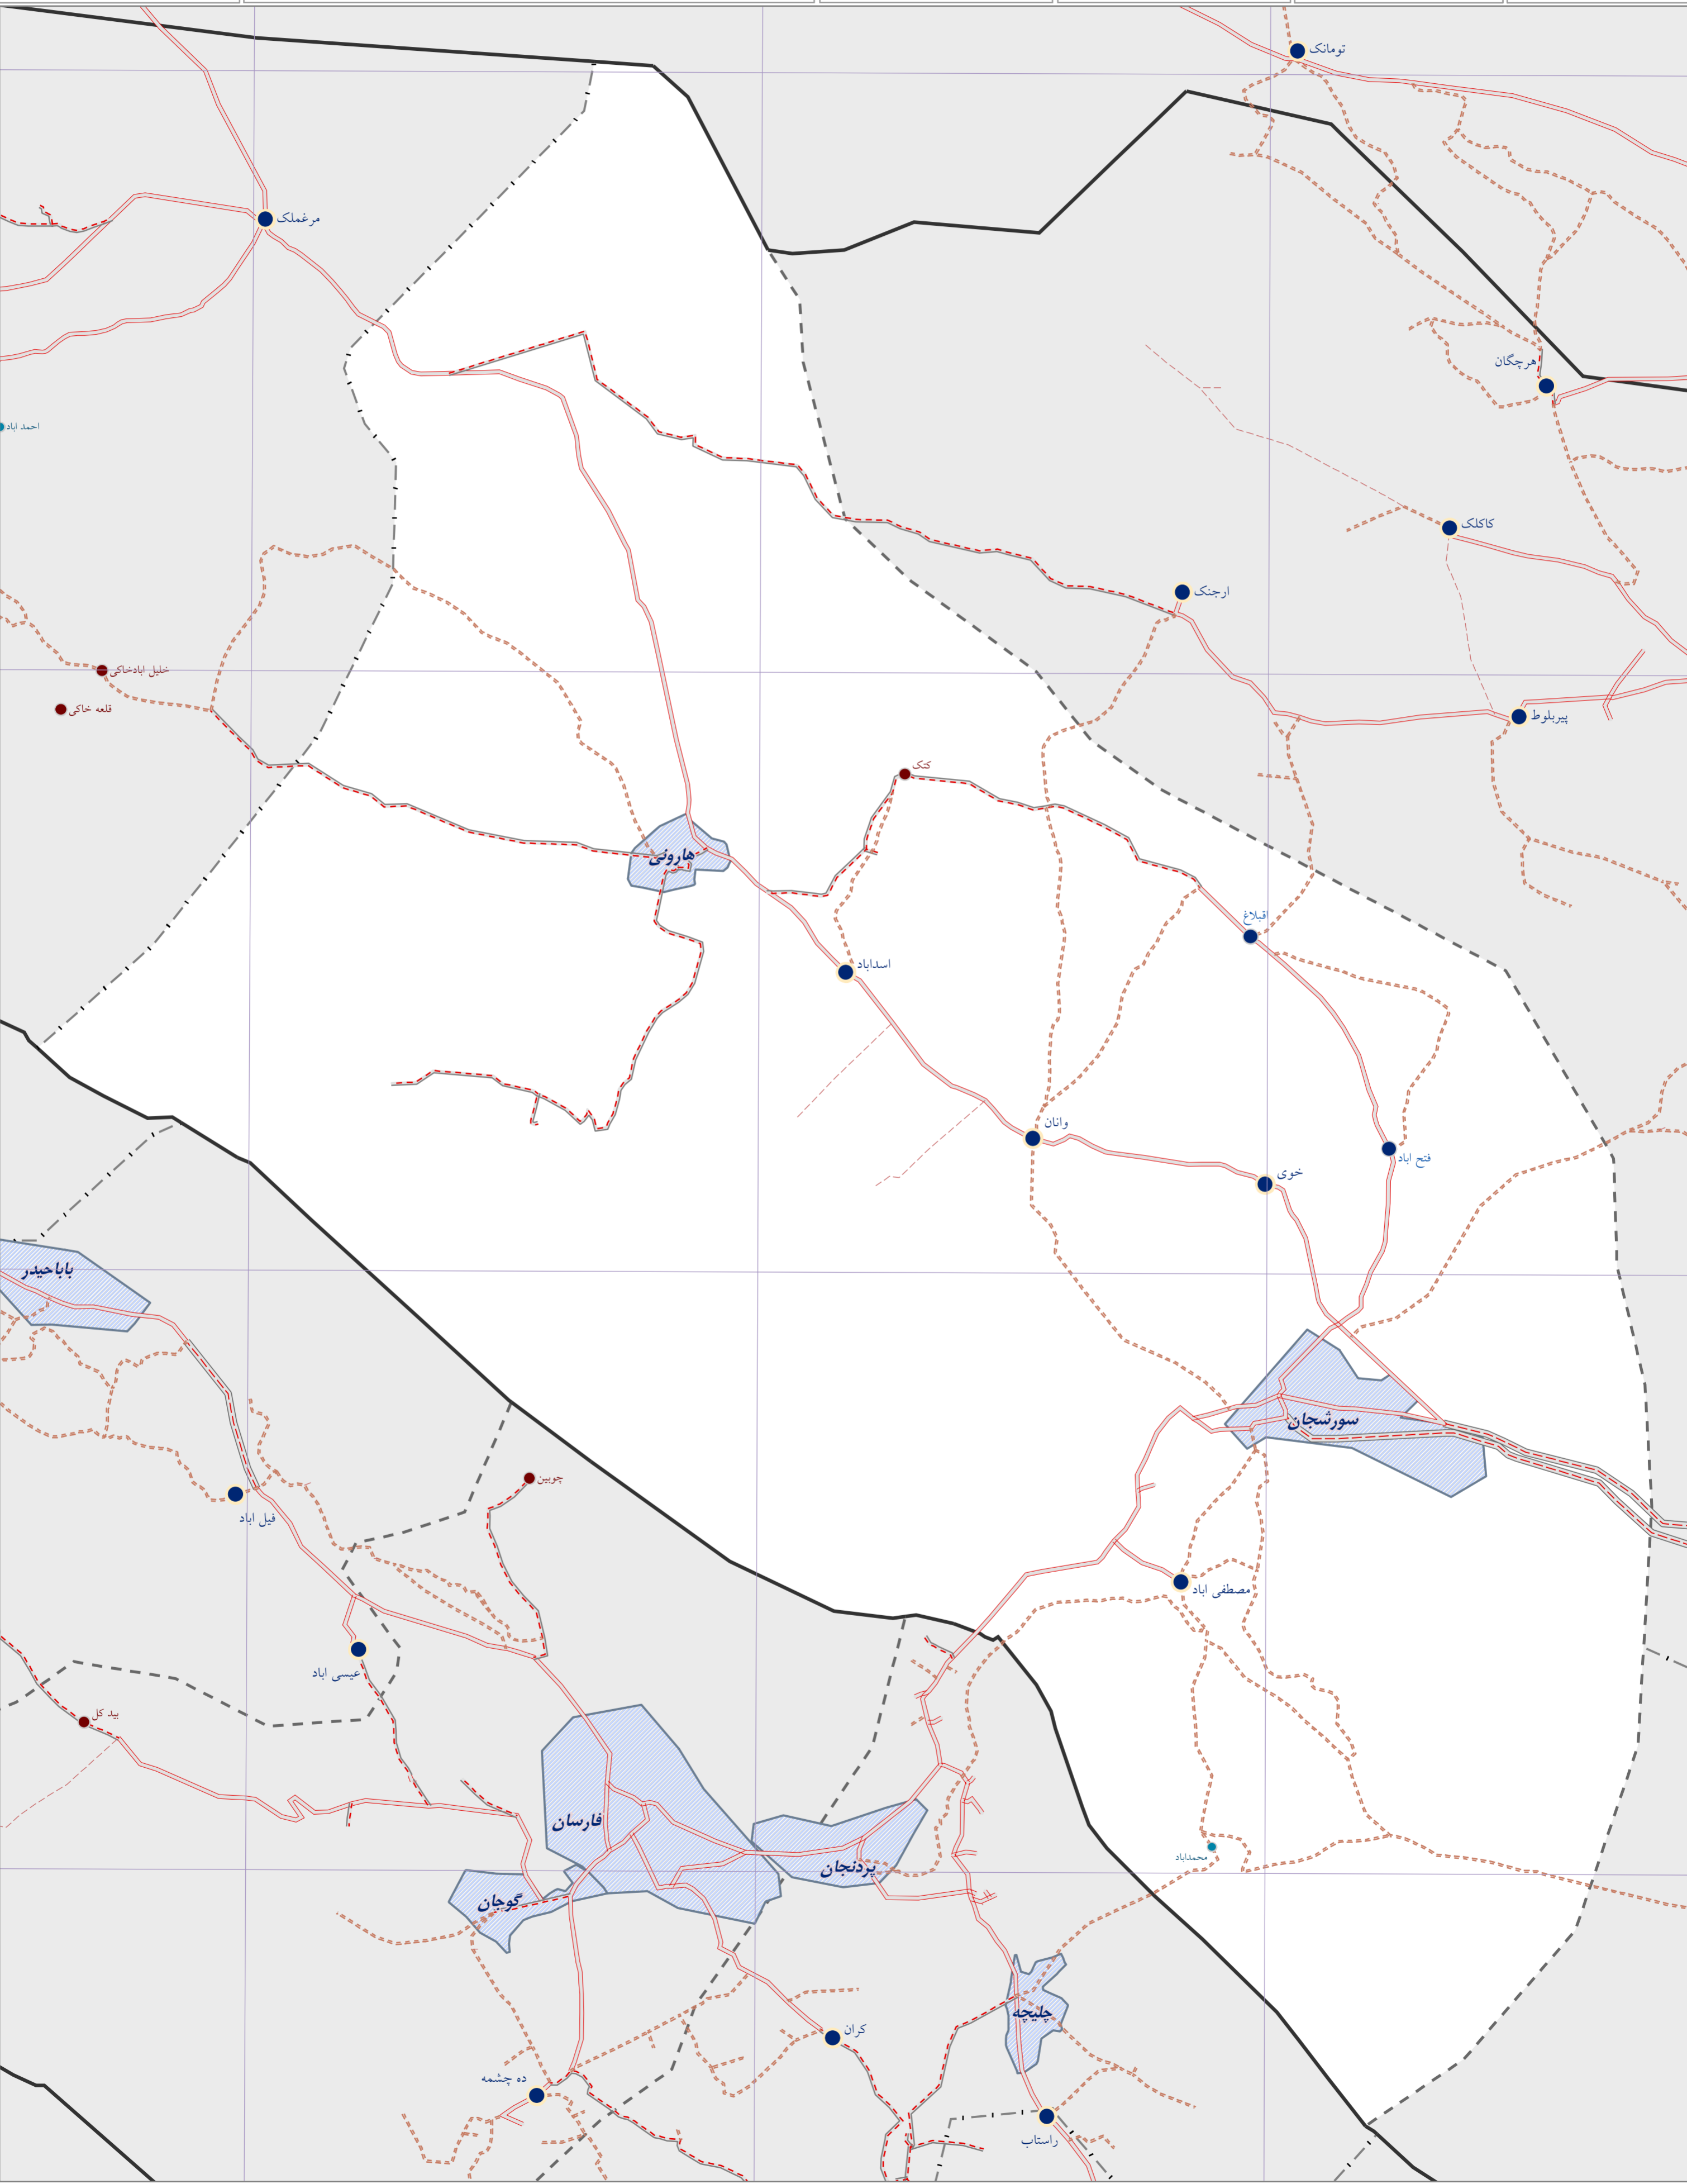 تومانک
مرغملک
هرچگان
احمد اباد
کاکلک
ارجنک
خلیل ابادخاکی
قلعه خاکی
پیربلوط
کتک
هارونی
اقبلاغ
اسداباد
وانان
فتح اباد
خوی
باباحیدر
سورشجان
چوبین
فیل اباد
مصطفی اباد
عیسی اباد
بید کل
فارسان
محمداباد
پردنجان
گوجان
چلیچه
کران
ده چشمه
راستاب